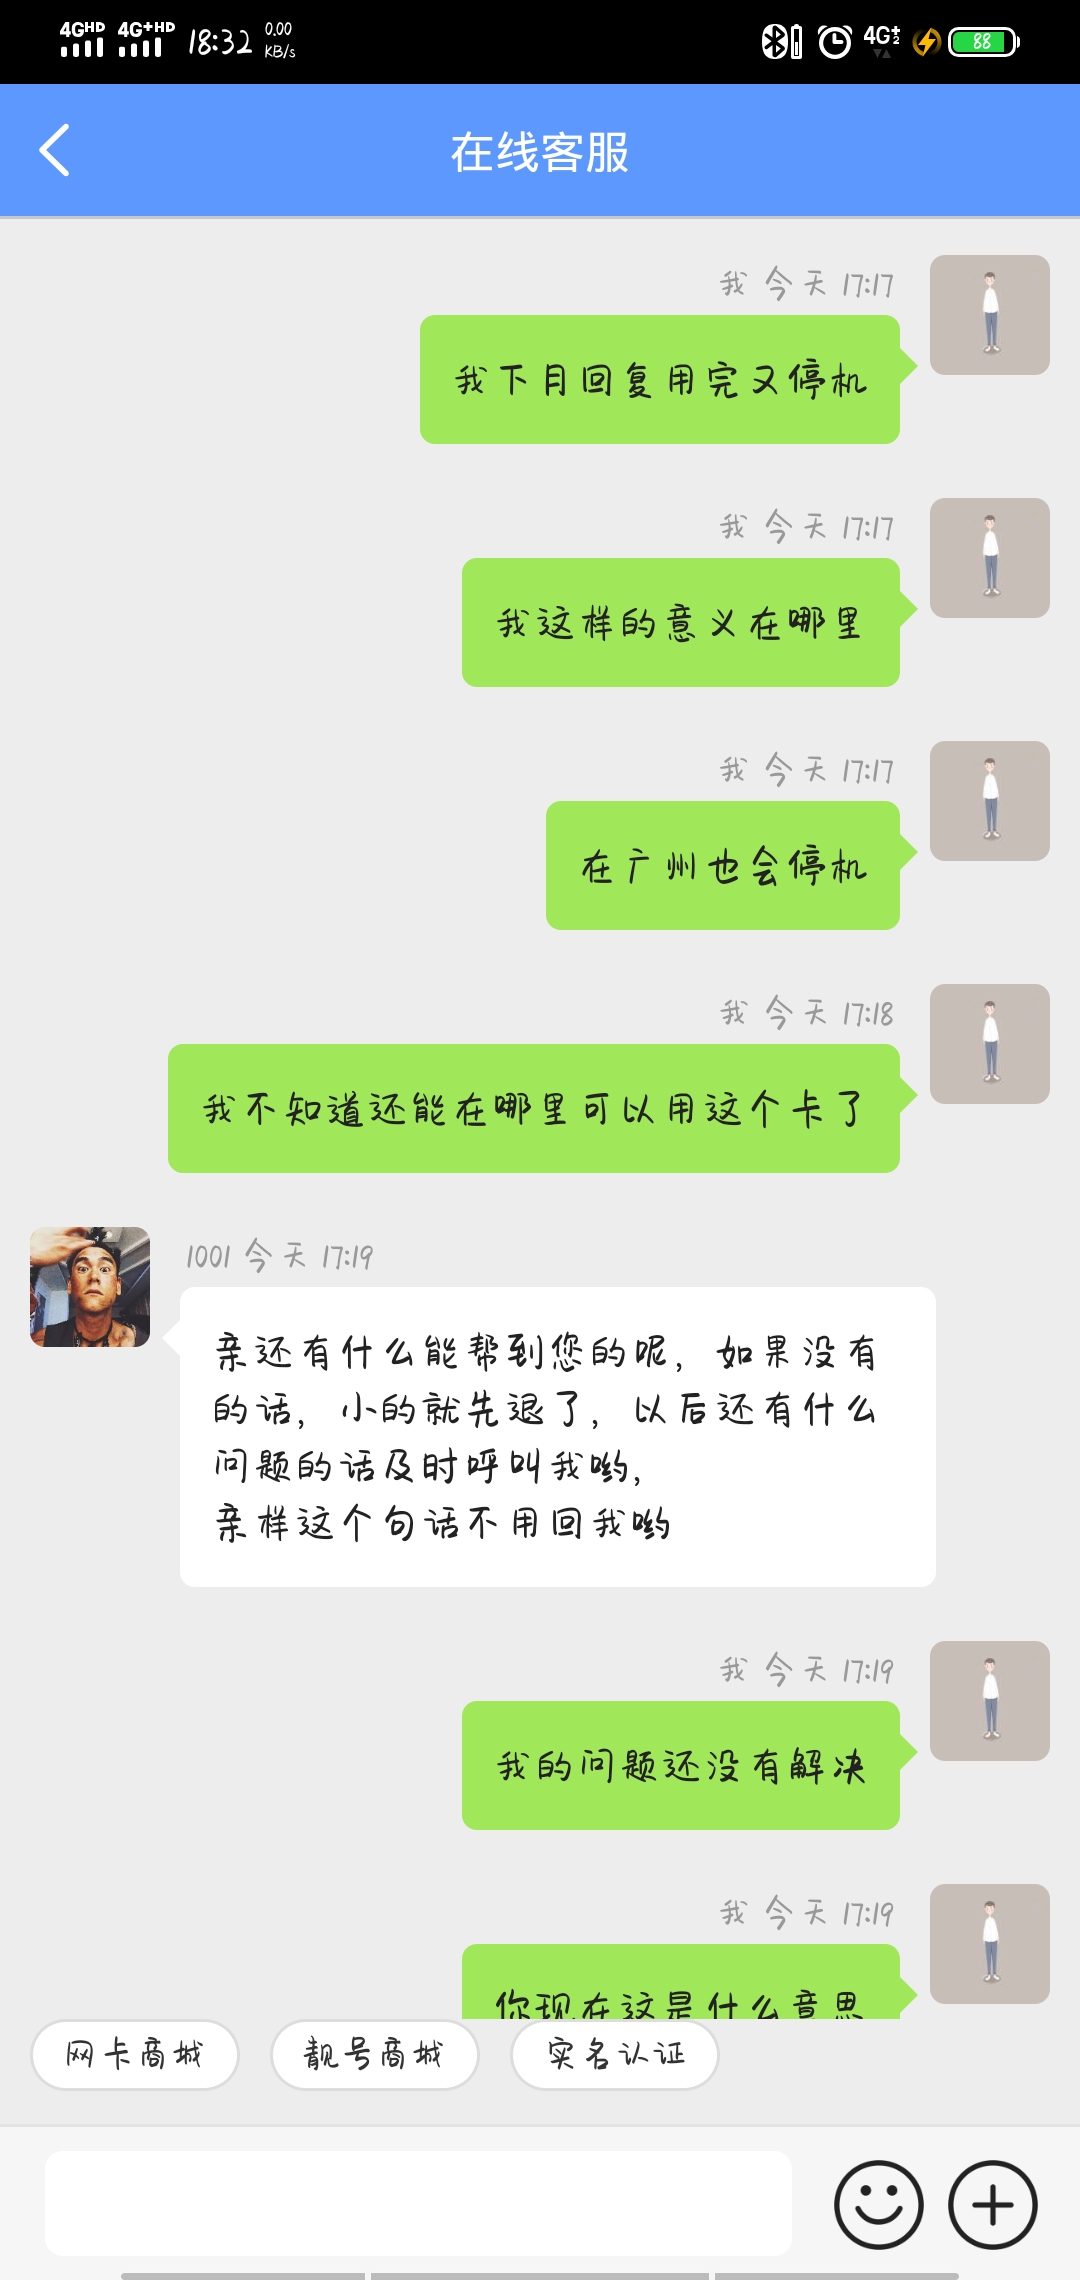 4GHD 4G+HD 18:32 0.00 KB/s 4G+2 88
在线客服
我 今天 17:17
我下月回复用完又停机
我 今天 17:17
我这样的意义在哪里
我 今天 17:17
在广州也会停机
我 今天 17:18
我不知道还能在哪里可以用这个卡了
1001 今天 17:19
亲还有什么能帮到您的呢，如果没有
的话，小的就先退了，以后还有什么
问题的话及时呼叫我哟，
亲样这个句话不用回我哟
我 今天 17:19
我的问题还没有解决
我 今天 17:19
你现在这是什么意思
网卡商城 靓号商城 实名认证